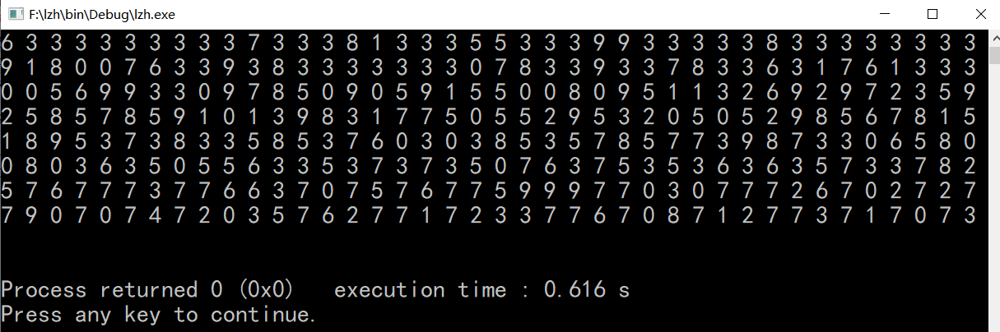 F:\lzh\bin\Debug\lzh.exe
6 3 3 3 3 3 3 3 3 3 7 3 3 3 8 1 3 3 3 5 5 3 3 3 9 9 3 3 3 3 3 8 3 3 3 3 3 3 3 3
9 1 8 0 0 7 6 3 3 9 3 8 3 3 3 3 3 3 3 0 7 8 3 3 9 3 3 7 8 3 3 6 3 1 7 6 1 3 3 3
0 0 5 6 9 9 3 3 0 9 7 8 5 0 9 0 5 9 1 5 5 0 0 8 0 9 5 1 1 3 2 6 9 2 9 7 2 3 5 9
2 5 8 5 7 8 5 9 1 0 1 3 9 8 3 1 7 7 5 0 5 5 2 9 5 3 2 0 5 0 5 2 9 8 5 6 7 8 1 5
1 8 9 5 3 7 3 8 3 3 5 8 5 3 7 6 0 3 0 3 8 5 3 5 7 8 5 7 7 3 9 8 7 3 3 0 6 5 8 0
0 8 0 3 6 3 5 0 5 5 6 3 3 5 3 7 3 7 3 5 0 7 6 3 7 5 3 5 3 6 3 6 3 5 7 3 3 7 8 2
5 7 6 7 7 7 3 7 7 6 6 3 7 0 7 5 7 6 7 7 5 9 9 9 7 7 0 3 0 7 7 7 2 6 7 0 2 7 2 7
7 9 0 7 0 7 4 7 2 0 3 5 7 6 2 7 7 1 7 2 3 3 7 7 6 7 0 8 7 1 2 7 7 3 7 1 7 0 7 3
Process returned 0 (0x0)   execution time : 0.616 s
Press any key to continue.